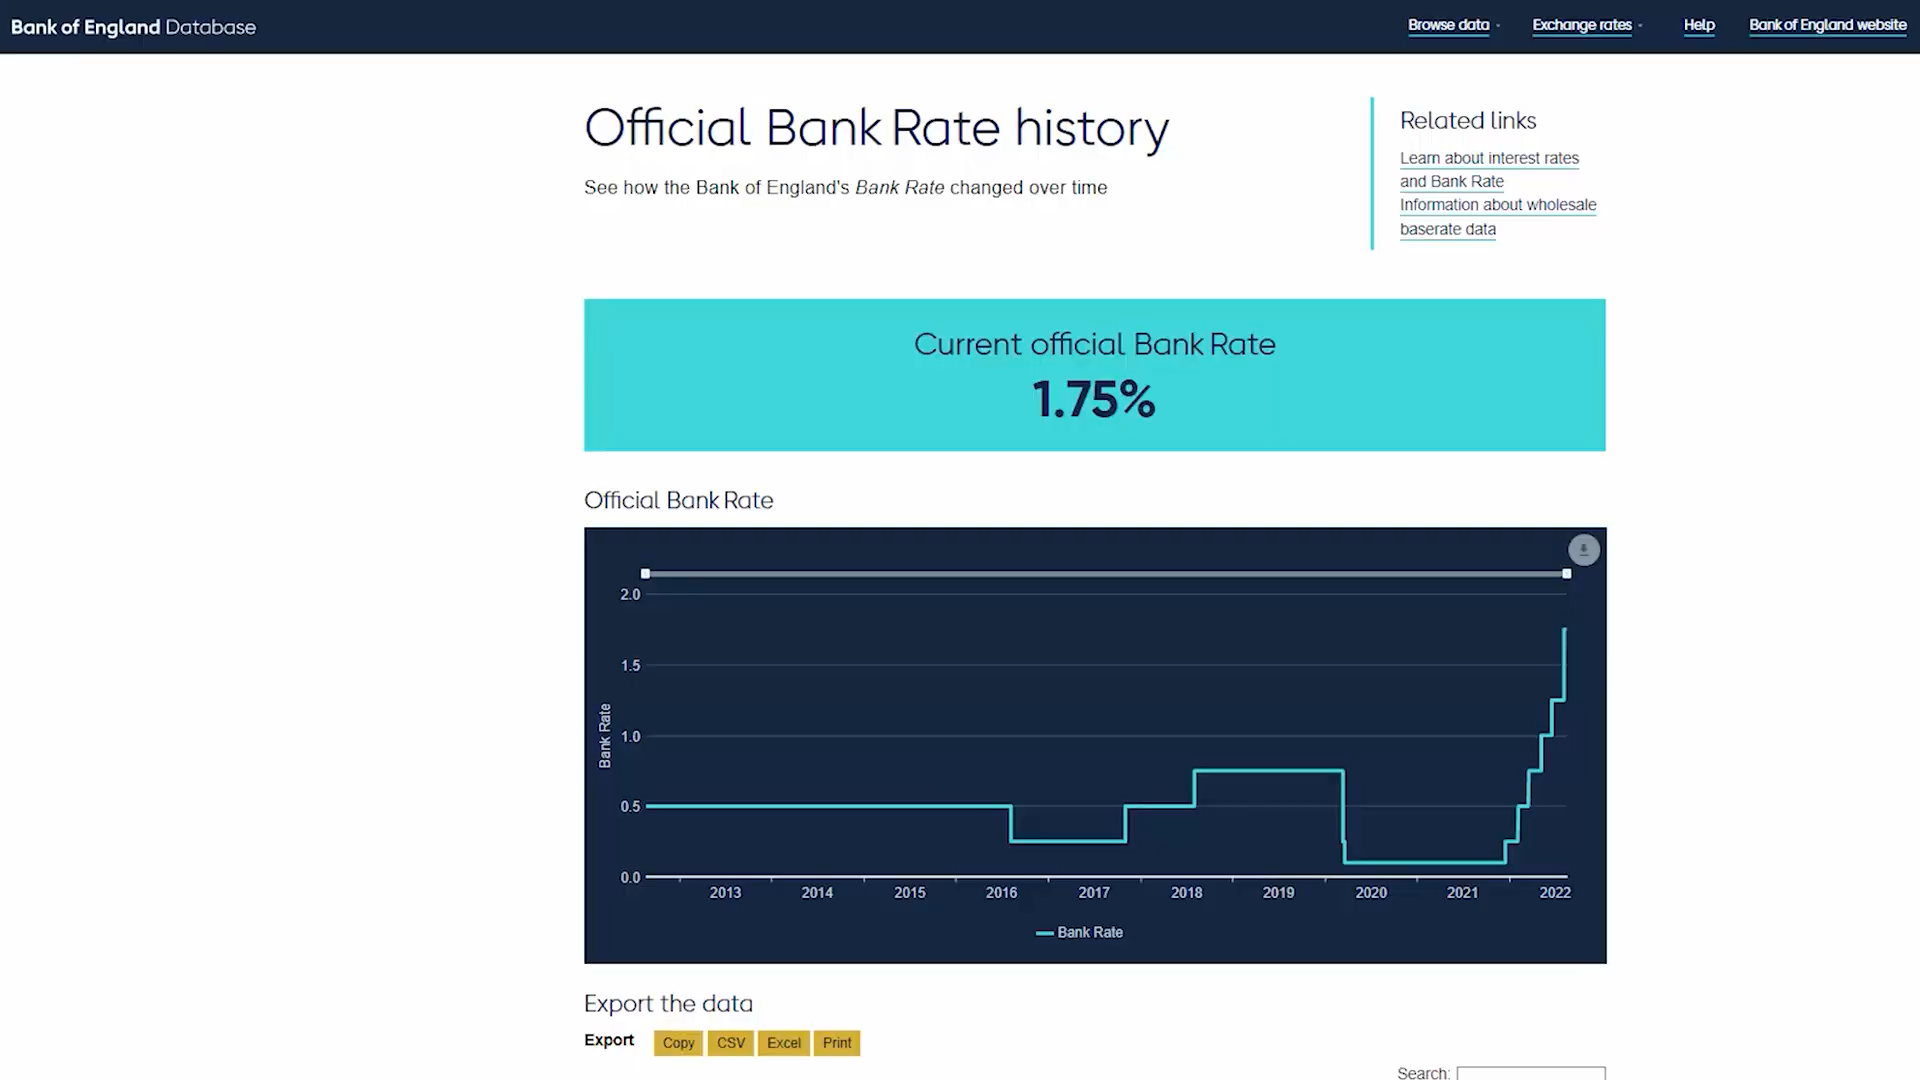 Bank of England Database
Browse data
Exchange rates
Help
Bank of England website
Official Bank Rate history
See how the Bank of England's Bank Rate changed over time
Related links
Learn about interest rates
and Bank Rate
Information about wholesale
baserate data
Current official Bank Rate
1.75%
Official Bank Rate
2.0
1.5
1.0
0.5
0.0
Bank Rate
2013 2014 2015 2016 2017 2018 2019 2020 2021 2022
Bank Rate
Export the data
Export Copy CSV Excel Print
Search: